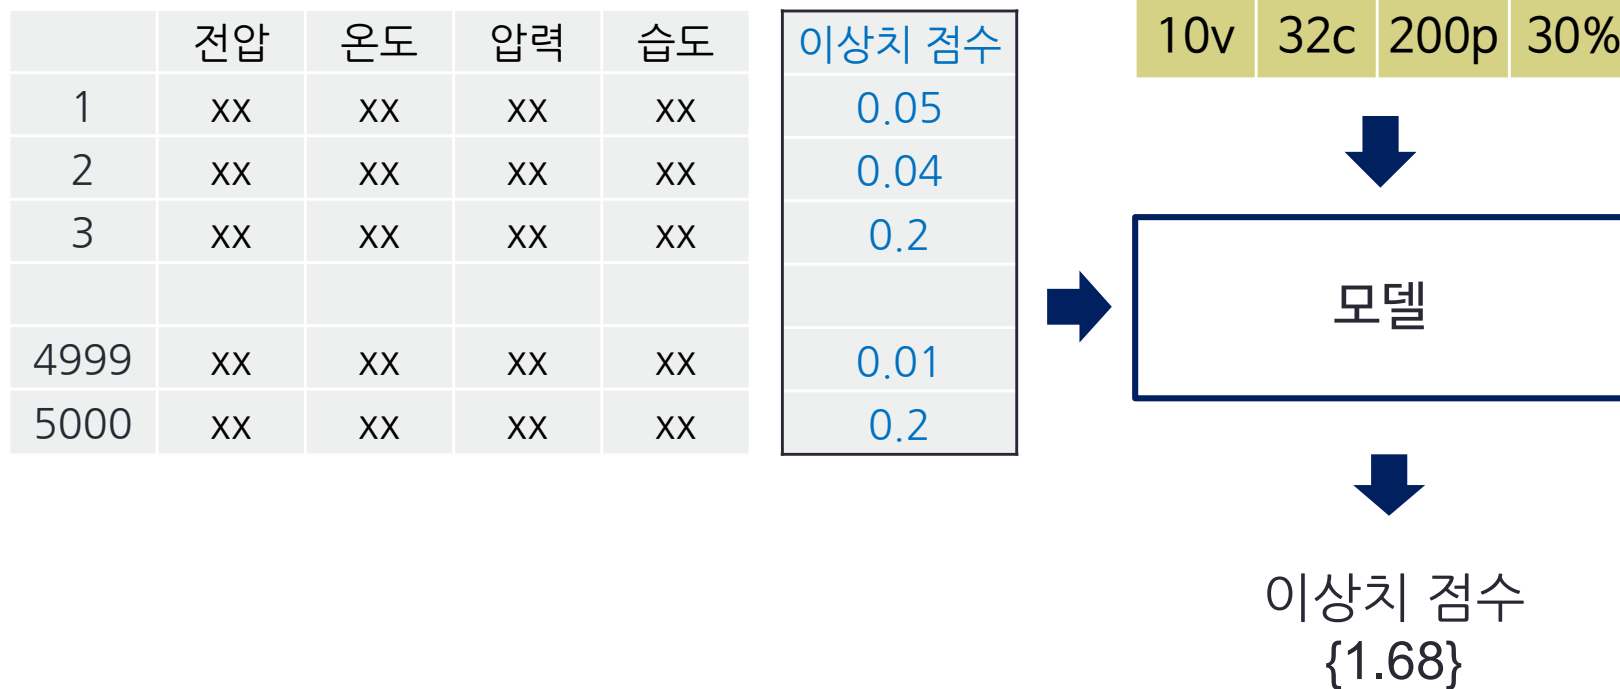 전압 온도 압력 습도
1 xx xx xx xx
2 xx xx xx xx
3 xx xx xx xx
4999 xx xx xx xx
5000 xx xx xx xx
이상치 점수
0.05
0.04
0.2
0.01
0.2
10v 32c 200p 30%
모델
이상치 점수
{1.68}